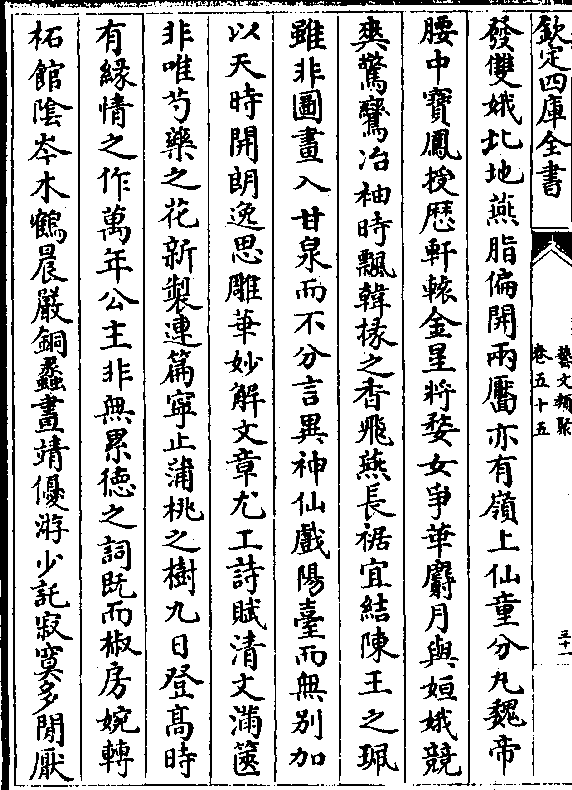 欽定四庫全書
藝文類聚
卷五十五
三十一
發雙娥北地燕脂偏開兩靨亦有嶺上仙童分丸魏帝
腰中寶鳳授歴軒轅金星將婺女爭華麝月與姮娥競
爽驚鸞冶袖時飄韓掾之香飛燕長裾宜結陳王之珮
雖非圖畫入甘泉而不分言異神仙戲陽臺而無別加
以天時開朗逸思雕華妙解文章尤工詩賦清文滿篋
非唯芍藥之花新製連篇寧止蒲桃之樹九日登高時
有緣情之作萬年公主非無累德之詞既而椒房婉轉
柘館陰岑木鶴晨嚴銅蠡晝靖優游少託寂寞多閒厭